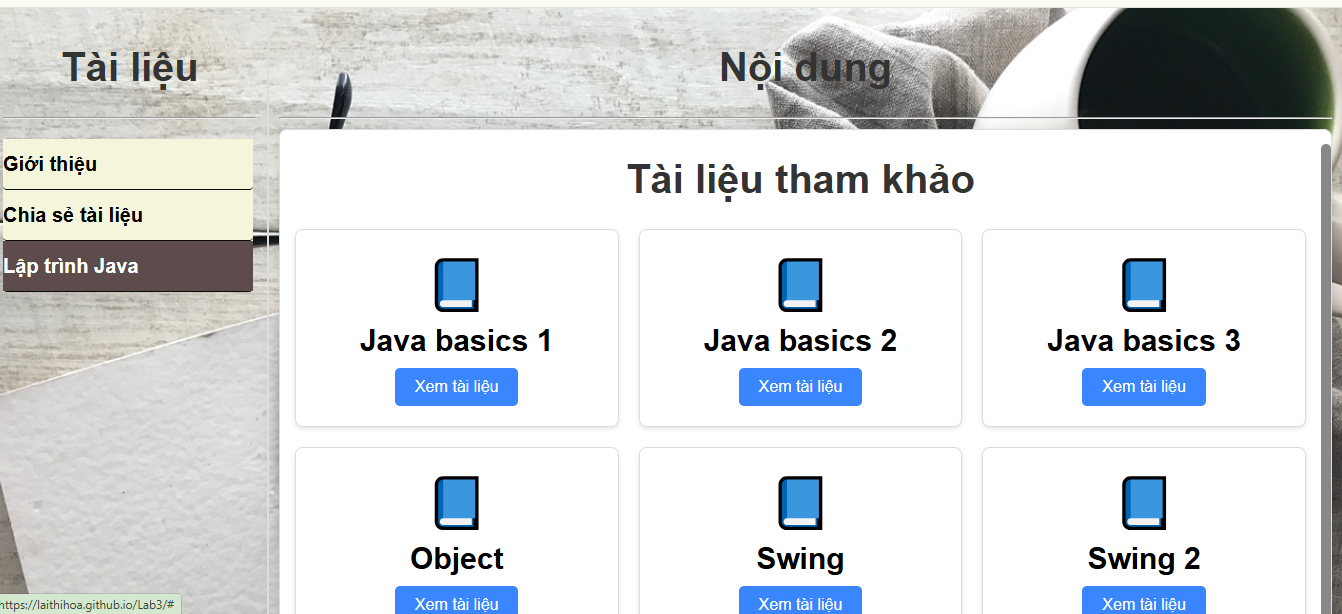 Tài liệu
Nội dung
Giới thiệu
Chia sẻ tài liệu
Lập trình Java
Tài liệu tham khảo
Java basics 1
Java basics 2
Java basics 3
Xem tài liệu
Xem tài liệu
Xem tài liệu
Object
Swing
Swing 2
Xem tài liệu
Xem tài liệu
Xem tài liệu
https://laithihoa.github.io/Lab3/#